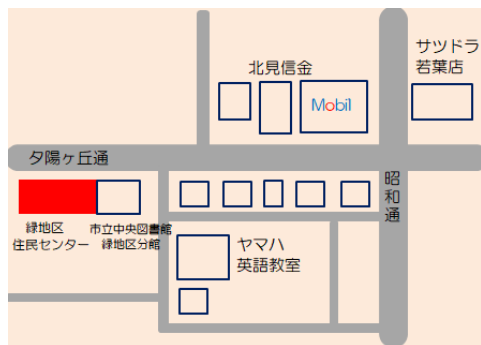 サツドラ
若葉店
北見信金
Mobil
夕陽ヶ丘通
昭和通
緑地区
住民センター
市立中央図書館
緑地区分館
ヤマハ
英語教室